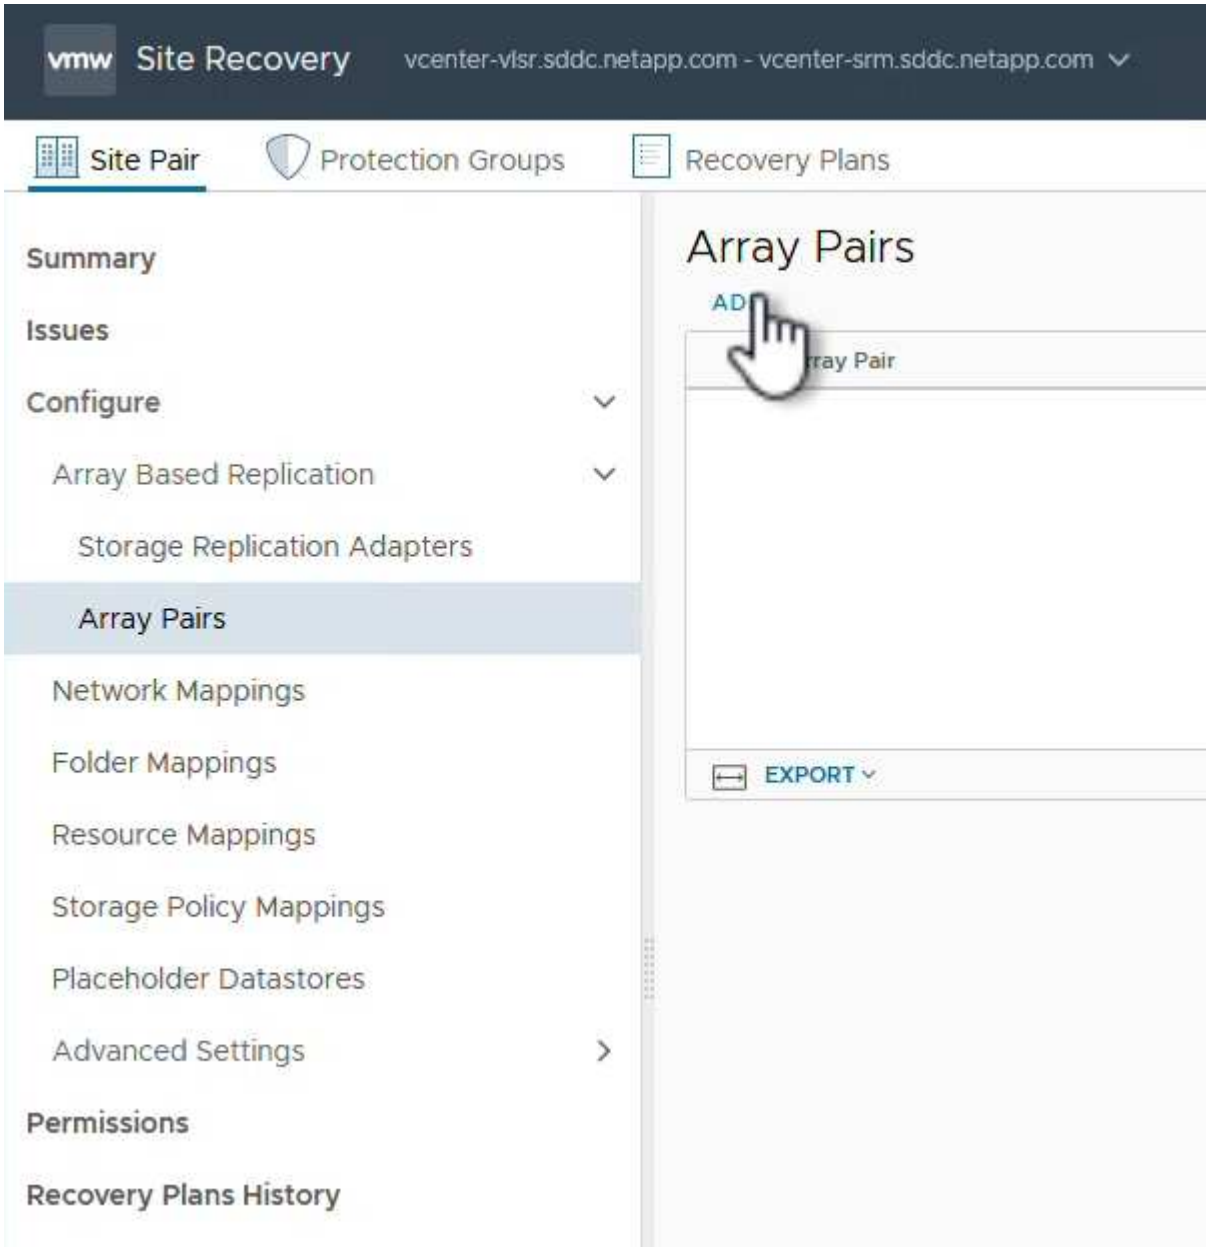 vmw Site Recovery vcenter-vlsr.sddc.netapp.com - vcenter-srm.sddc.netapp.com
Site Pair Protection Groups Recovery Plans
Summary
Issues
Configure
Array Based Replication
Storage Replication Adapters
Array Pairs
Network Mappings
Folder Mappings
Resource Mappings
Storage Policy Mappings
Placeholder Datastores
Advanced Settings
Permissions
Recovery Plans History
Array Pairs
Pair
EXPORT